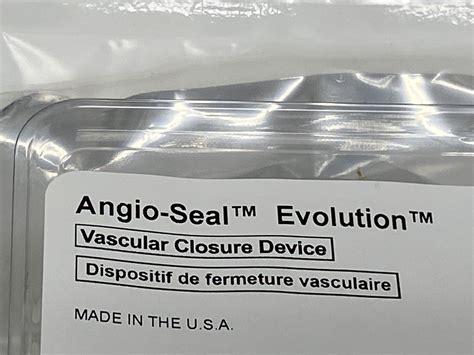 Angio-Seal™ Evolution™
Vascular Closure Device
Dispositif de fermeture vasculaire
MADE IN THE U.S.A.